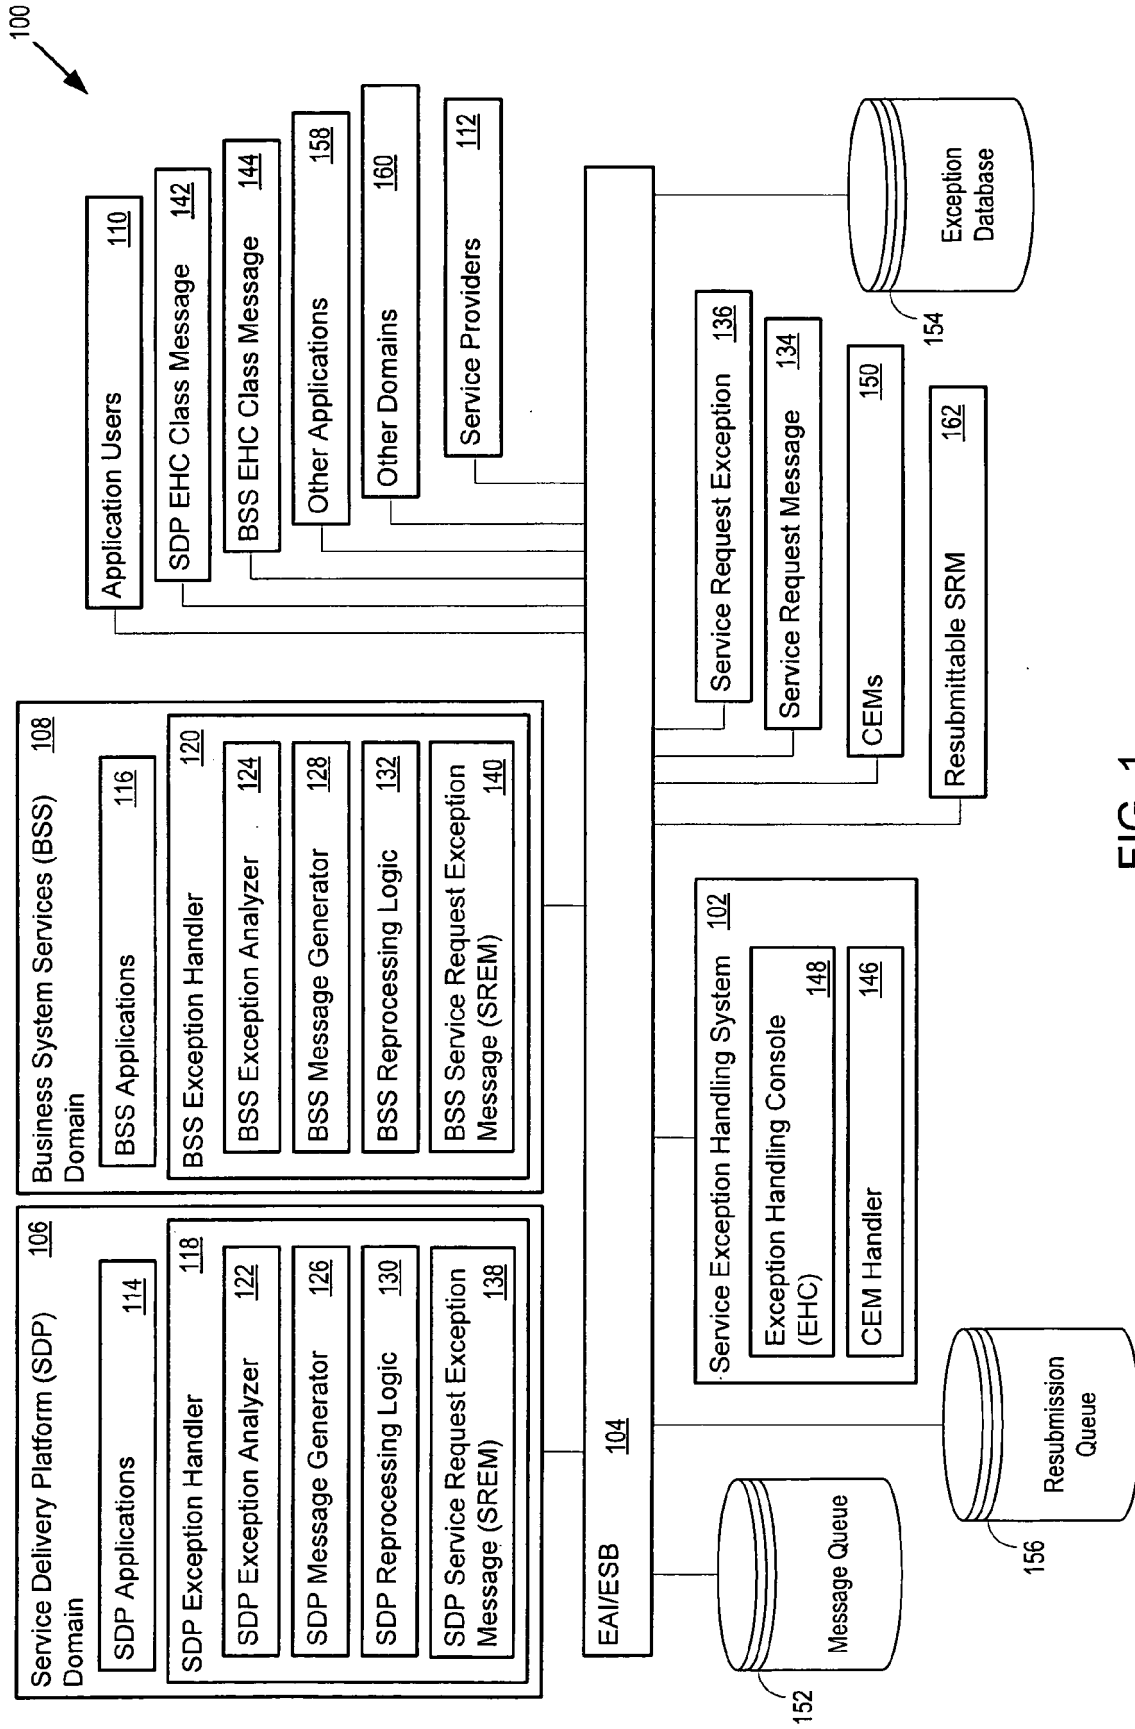 100
Service Delivery Platform (SDP)
Domain
106
SDP Applications
114
SDP Exception Handler
118
SDP Exception Analyzer
122
SDP Message Generator
126
SDP Reprocessing Logic
130
SDP Service Request Exception
Message (SREM)
138
Business System Services (BSS)
Domain
108
BSS Applications
116
BSS Exception Handler
120
BSS Exception Analyzer
124
BSS Message Generator
128
BSS Reprocessing Logic
132
BSS Service Request Exception
Message (SREM)
140
Application Users
110
SDP EHC Class Message
142
BSS EHC Class Message
144
Other Applications
158
Other Domains
160
Service Providers
112
EAI/ESB
104
Message Queue
152
Resubmission
Queue
156
Service Exception Handling System
102
Exception Handling Console
(EHC)
148
CEM Handler
146
Service Request Exception
136
Service Request Message
134
CEMs
150
Resubmittable SRM
162
Exception
Database
154
FIG. 1